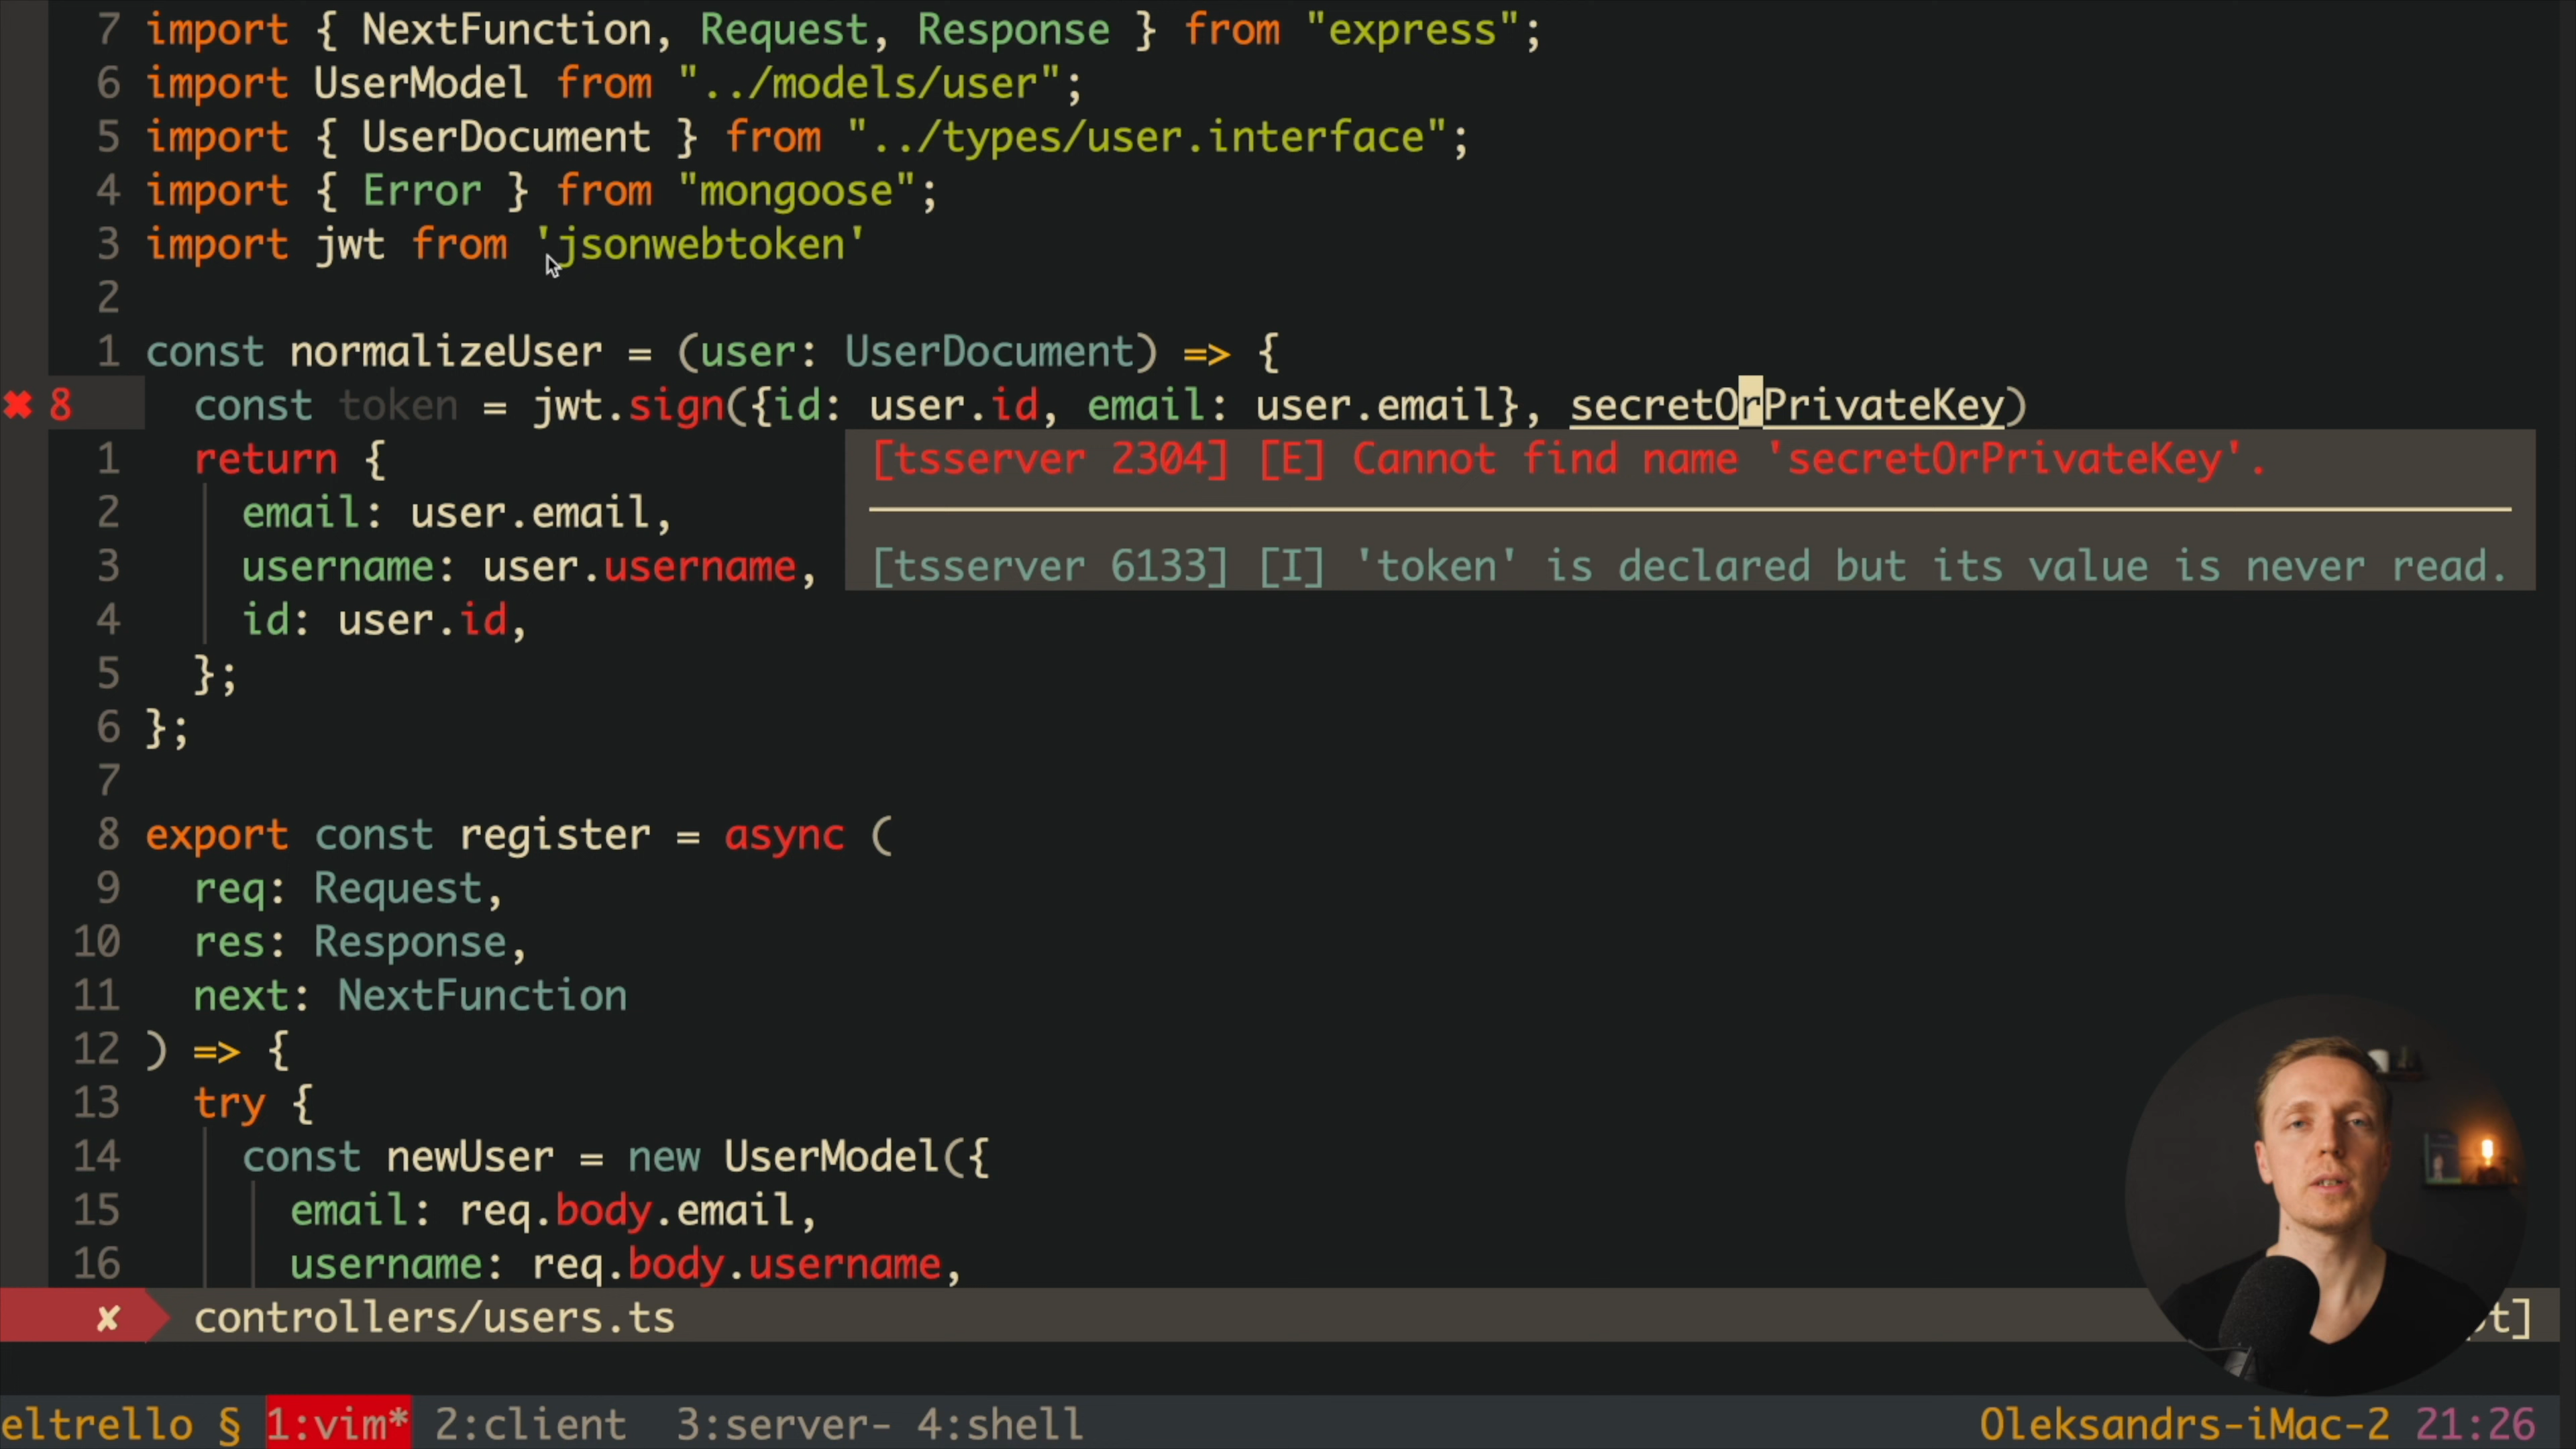 7 import { NextFunction, Request, Response } from "express";
6 import UserModel from "../models/user";
5 import { UserDocument } from "../types/user.interface";
4 import { Error } from "mongoose";
3 import jwt from 'jsonwebtoken'
2
1 const normalizeUser = (user: UserDocument) => {
✖ 8 const token = jwt.sign({id: user.id, email: user.email}, secretOrPrivateKey)
1 return {
[tsserver 2304] [E] Cannot find name 'secretOrPrivateKey'.
2 email: user.email,
3 username: user.username,
[tsserver 6133] [I] 'token' is declared but its value is never read.
4 id: user.id,
5 };
6 };
7
8 export const register = async (
9 req: Request,
10 res: Response,
11 next: NextFunction
12 ) => {
13 try {
14 const newUser = new UserModel({
15 email: req.body.email,
16 username: req.body.username,
✘ controllers/users.ts
eltrello § 1:vim* 2:client 3:server- 4:shell Oleksandrs-iMac-2 21:26